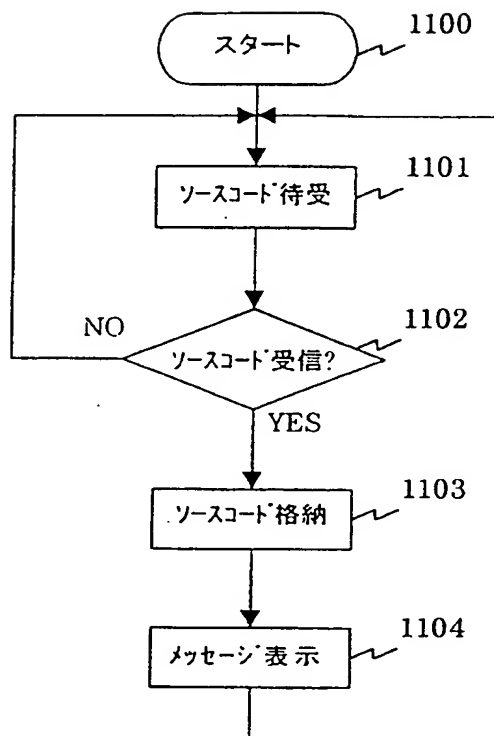 スタート
1100
ソースコード待受
1101
ソースコード受信?
1102
NO
YES
ソースコード格納
1103
メッセージ表示
1104